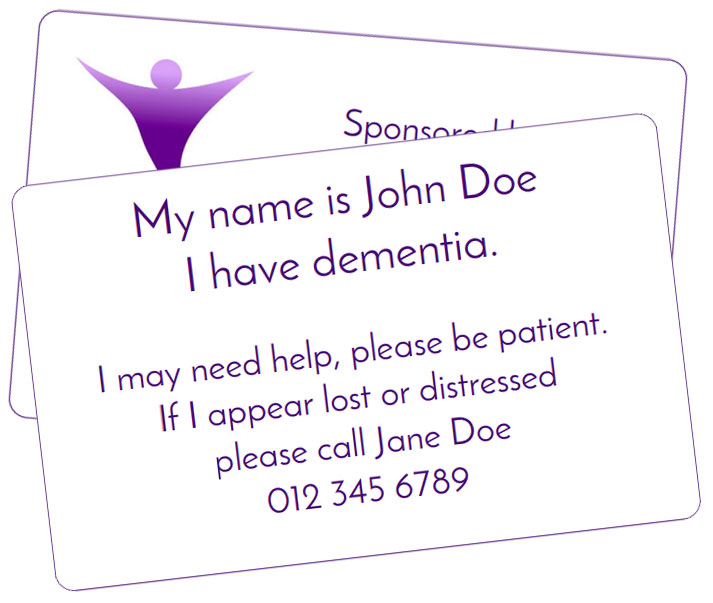 Sponsors
My name is John Doe
I have dementia.
I may need help, please be patient.
If I appear lost or distressed
please call Jane Doe
012 345 6789